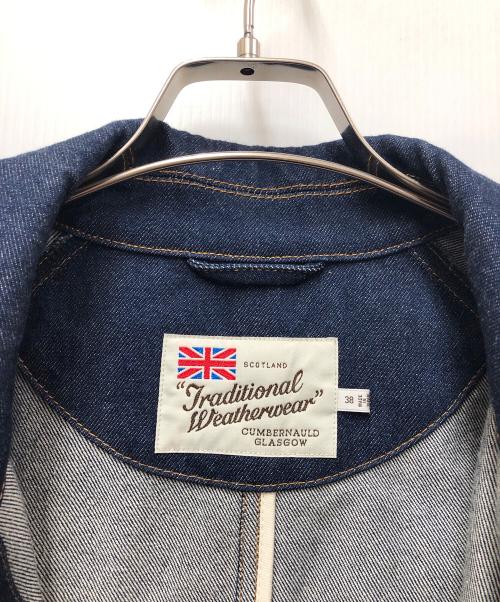 SCOTLAND
"Traditional
Weatherwear"
CUMBERNAULD
GLASGOW
38